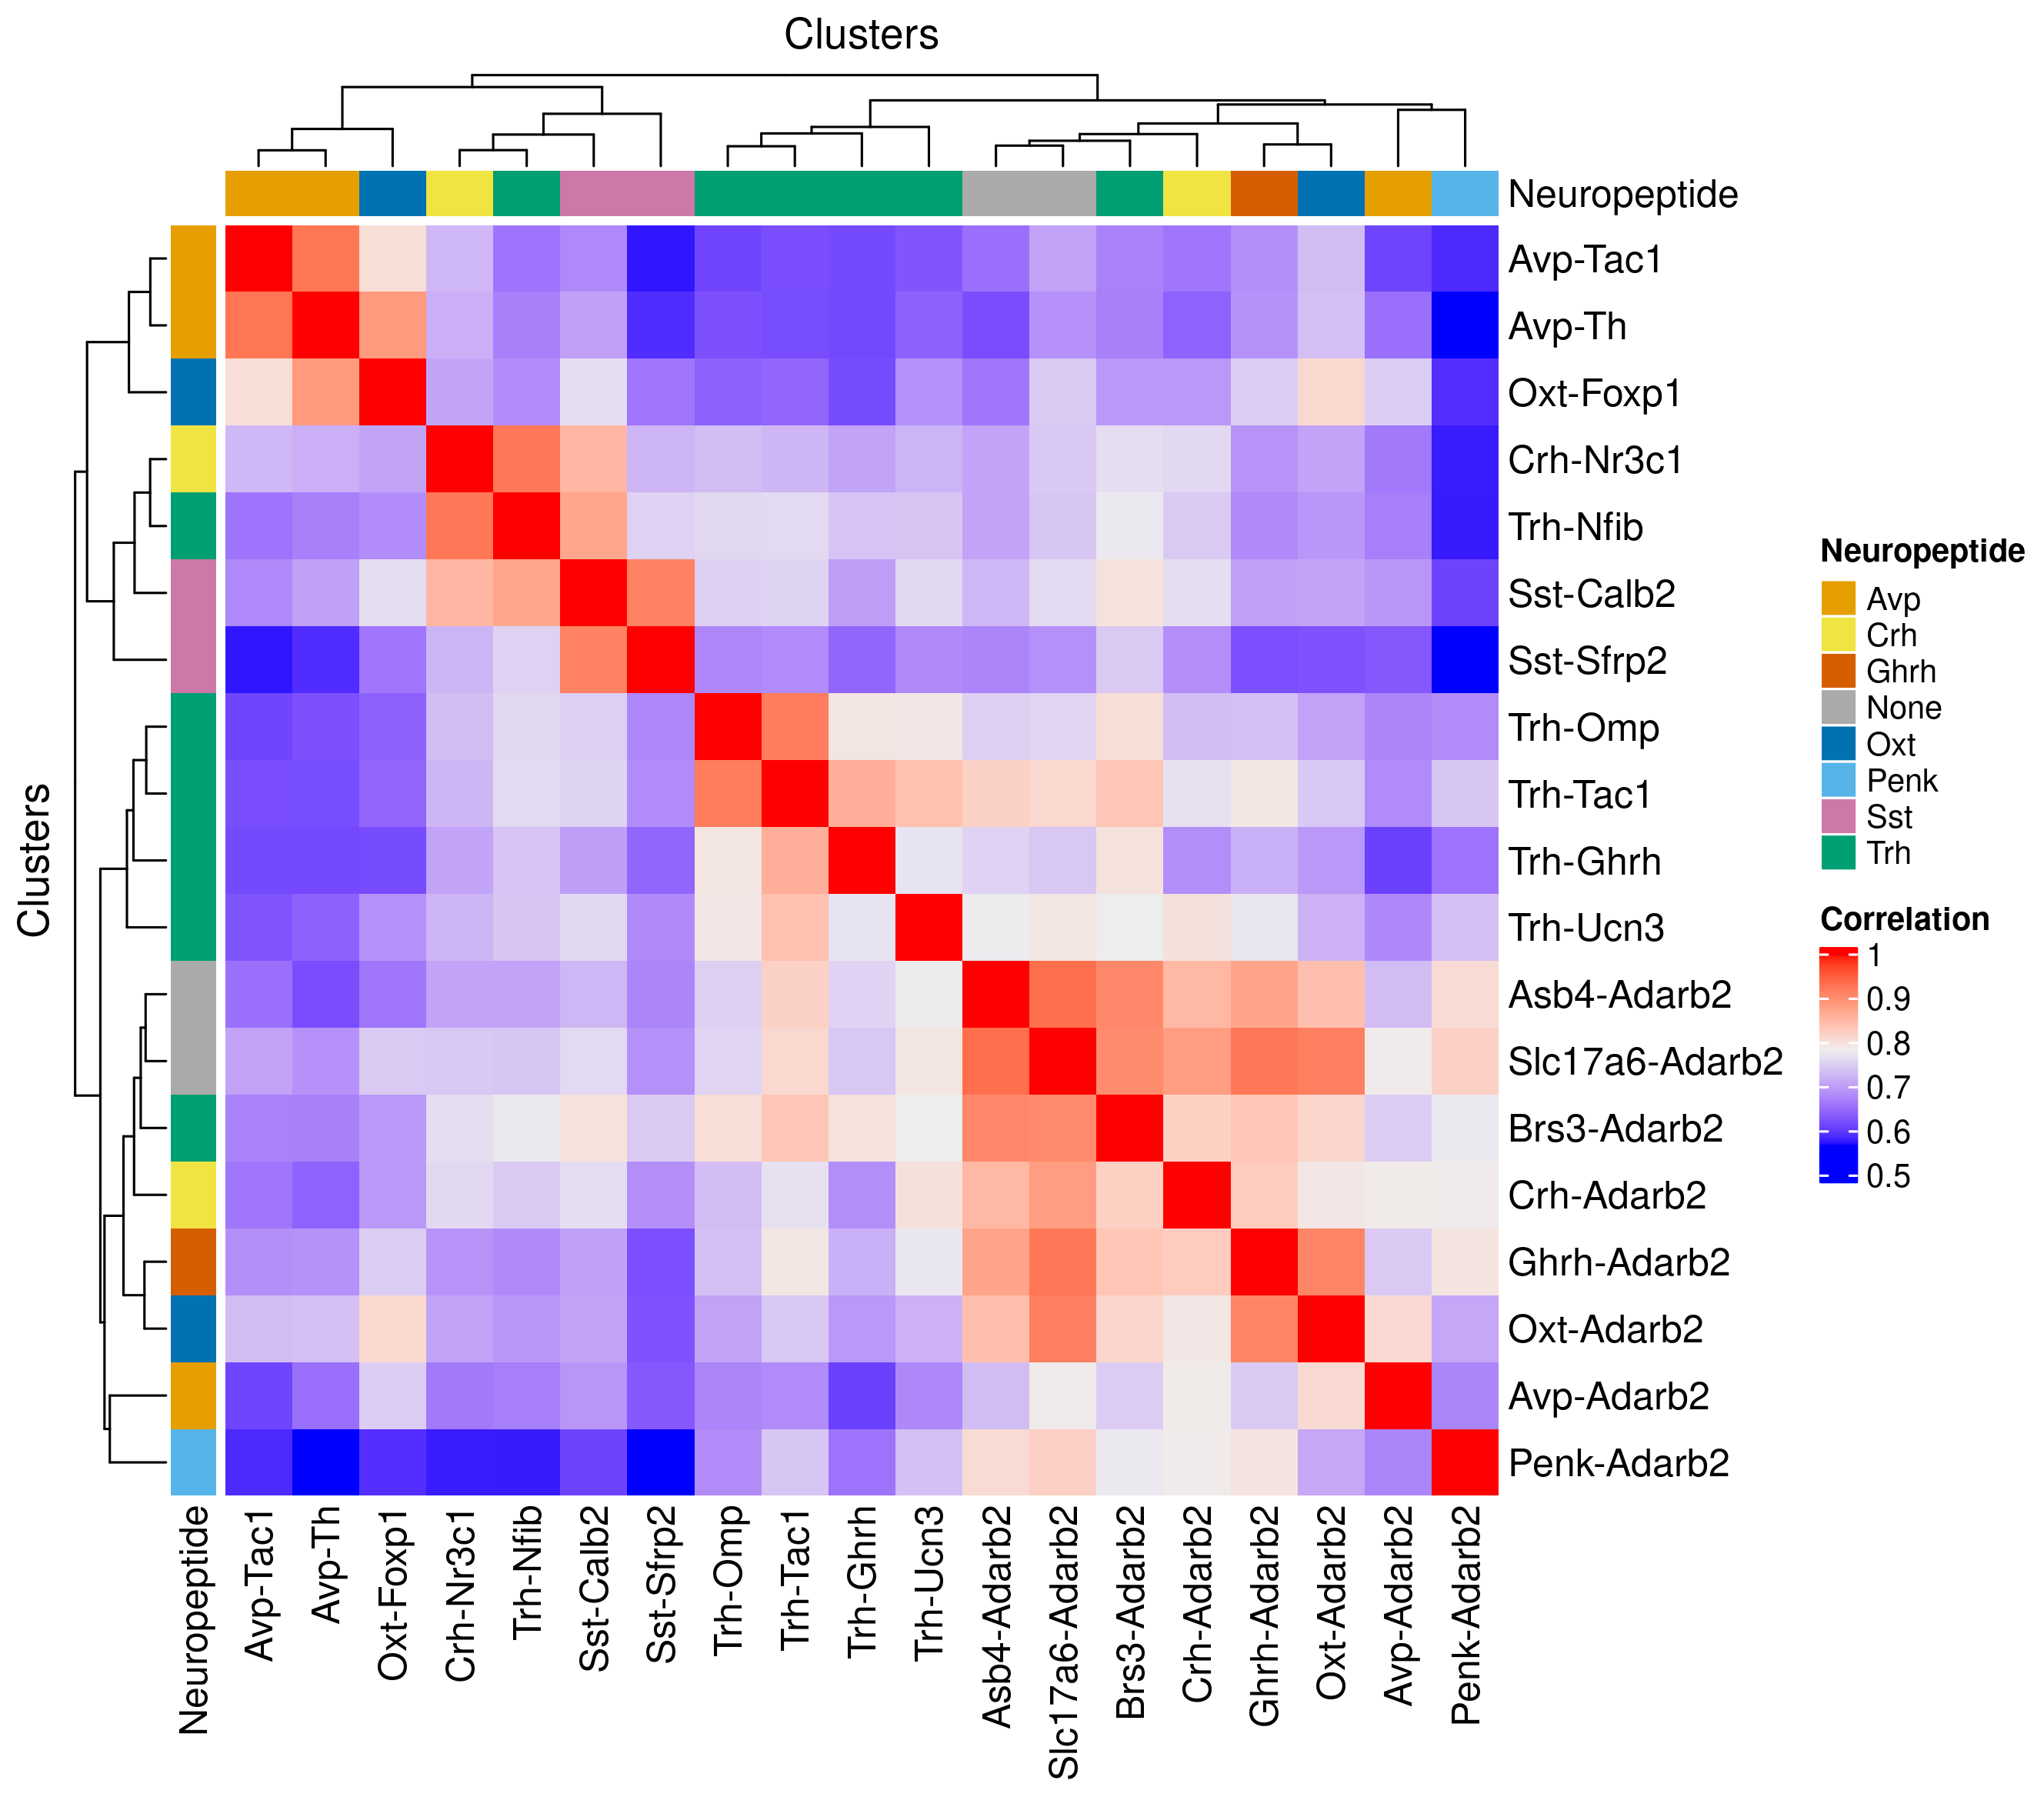 Clusters
Neuropeptide
Avp-Tac1
Avp-Th
Oxt-Foxp1
Crh-Nr3c1
Trh-Nfib
Sst-Calb2
Sst-Sfrp2
Trh-Omp
Trh-Tac1
Trh-Ghrh
Trh-Ucn3
Asb4-Adarb2
Slc17a6-Adarb2
Brs3-Adarb2
Crh-Adarb2
Ghrh-Adarb2
Oxt-Adarb2
Avp-Adarb2
Penk-Adarb2
Clusters
Neuropeptide
Avp-Tac1
Avp-Th
Oxt-Foxp1
Crh-Nr3c1
Trh-Nfib
Sst-Calb2
Sst-Sfrp2
Trh-Omp
Trh-Tac1
Trh-Ghrh
Trh-Ucn3
Asb4-Adarb2
Slc17a6-Adarb2
Brs3-Adarb2
Crh-Adarb2
Ghrh-Adarb2
Oxt-Adarb2
Avp-Adarb2
Penk-Adarb2
Neuropeptide
Avp
Crh
Ghrh
None
Oxt
Penk
Sst
Trh
Correlation
1
0.9
0.8
0.7
0.6
0.5